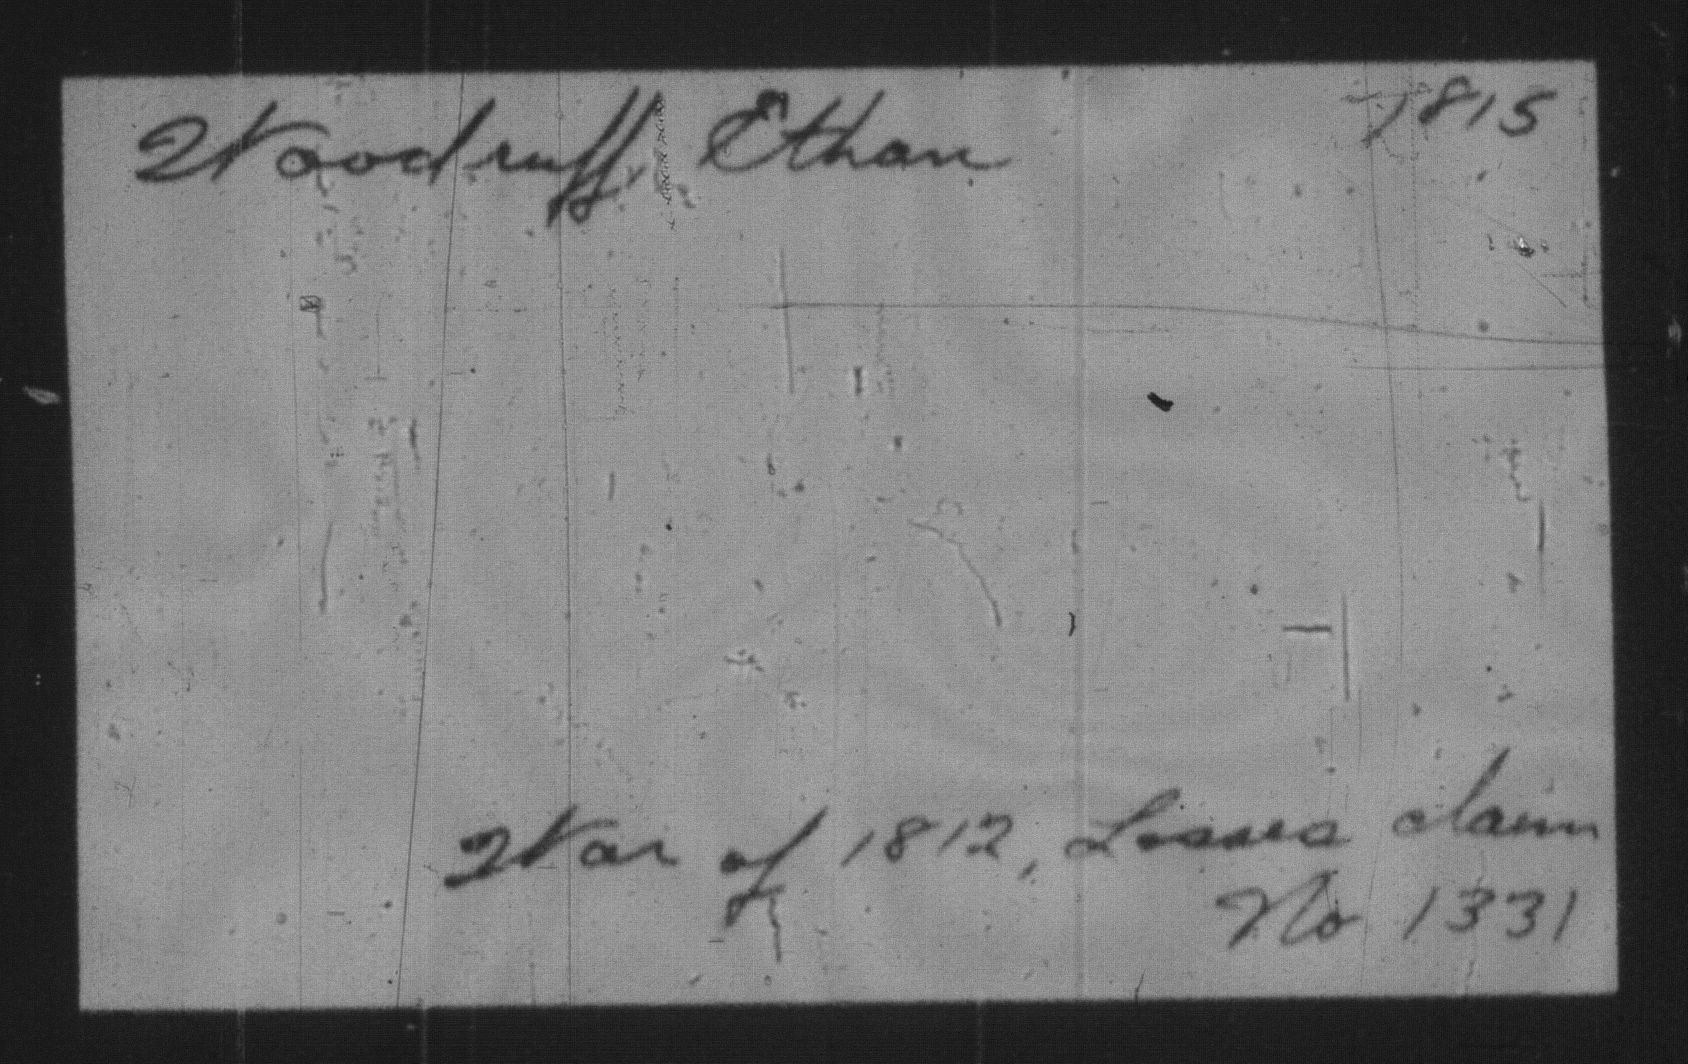 Woodruff, Ethan 1815
War of 1812, Losses claim
No 1331